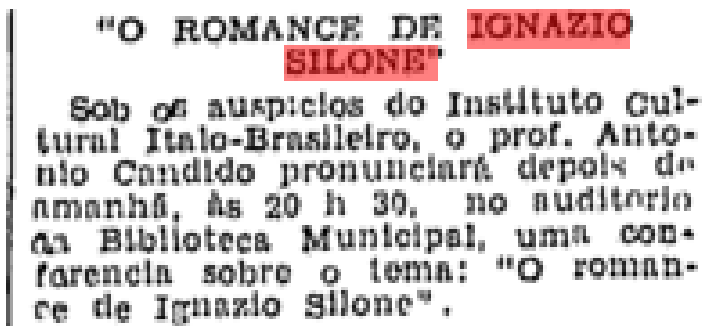 "O ROMANCE DE IGNAZIO
SILONE"
Sob os auspicios do Instituto Cul-
tural Italo-Brasileiro, o prof. Anto-
nio Candido pronunciará depois de
amanhã, às 20 h 30, no auditorio
da Biblioteca Municipal, uma con-
ferencia sobre o tema: "O roman-
ce de Ignazio Silone".